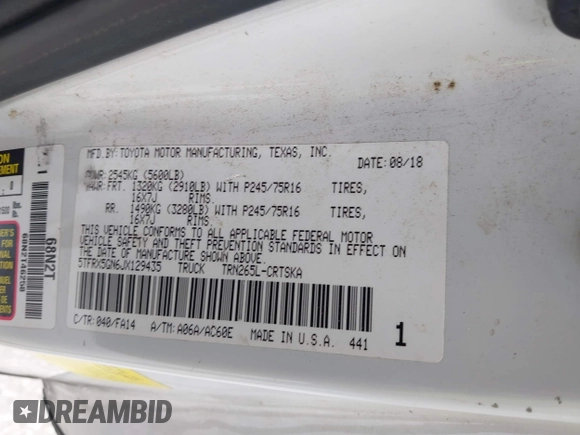 MFD.BY:TOYOTA MOTOR MANUFACTURING, TEXAS, INC.
DATE:08/18
GVWR:2545KG (5600LB)
GAWR:FRT. 1320KG (2910LB) WITH P245/75R16 TIRES,
16X7J RIMS.
RR. 1490KG (3280LB) WITH P245/75R16 TIRES,
16X7J RIMS.
THIS VEHICLE CONFORMS TO ALL APPLICABLE FEDERAL MOTOR
VEHICLE SAFETY AND THEFT PREVENTION STANDARDS IN EFFECT ON
THE DATE OF MANUFACTURE SHOWN ABOVE.
5TFRX5GN6JX129435 TRUCK TRN265L-CRTSKA
C/TR:040/FA14 A/TM:A06A/AC60E MADE IN U.S.A. 441
1
68N2T
DREAMBID